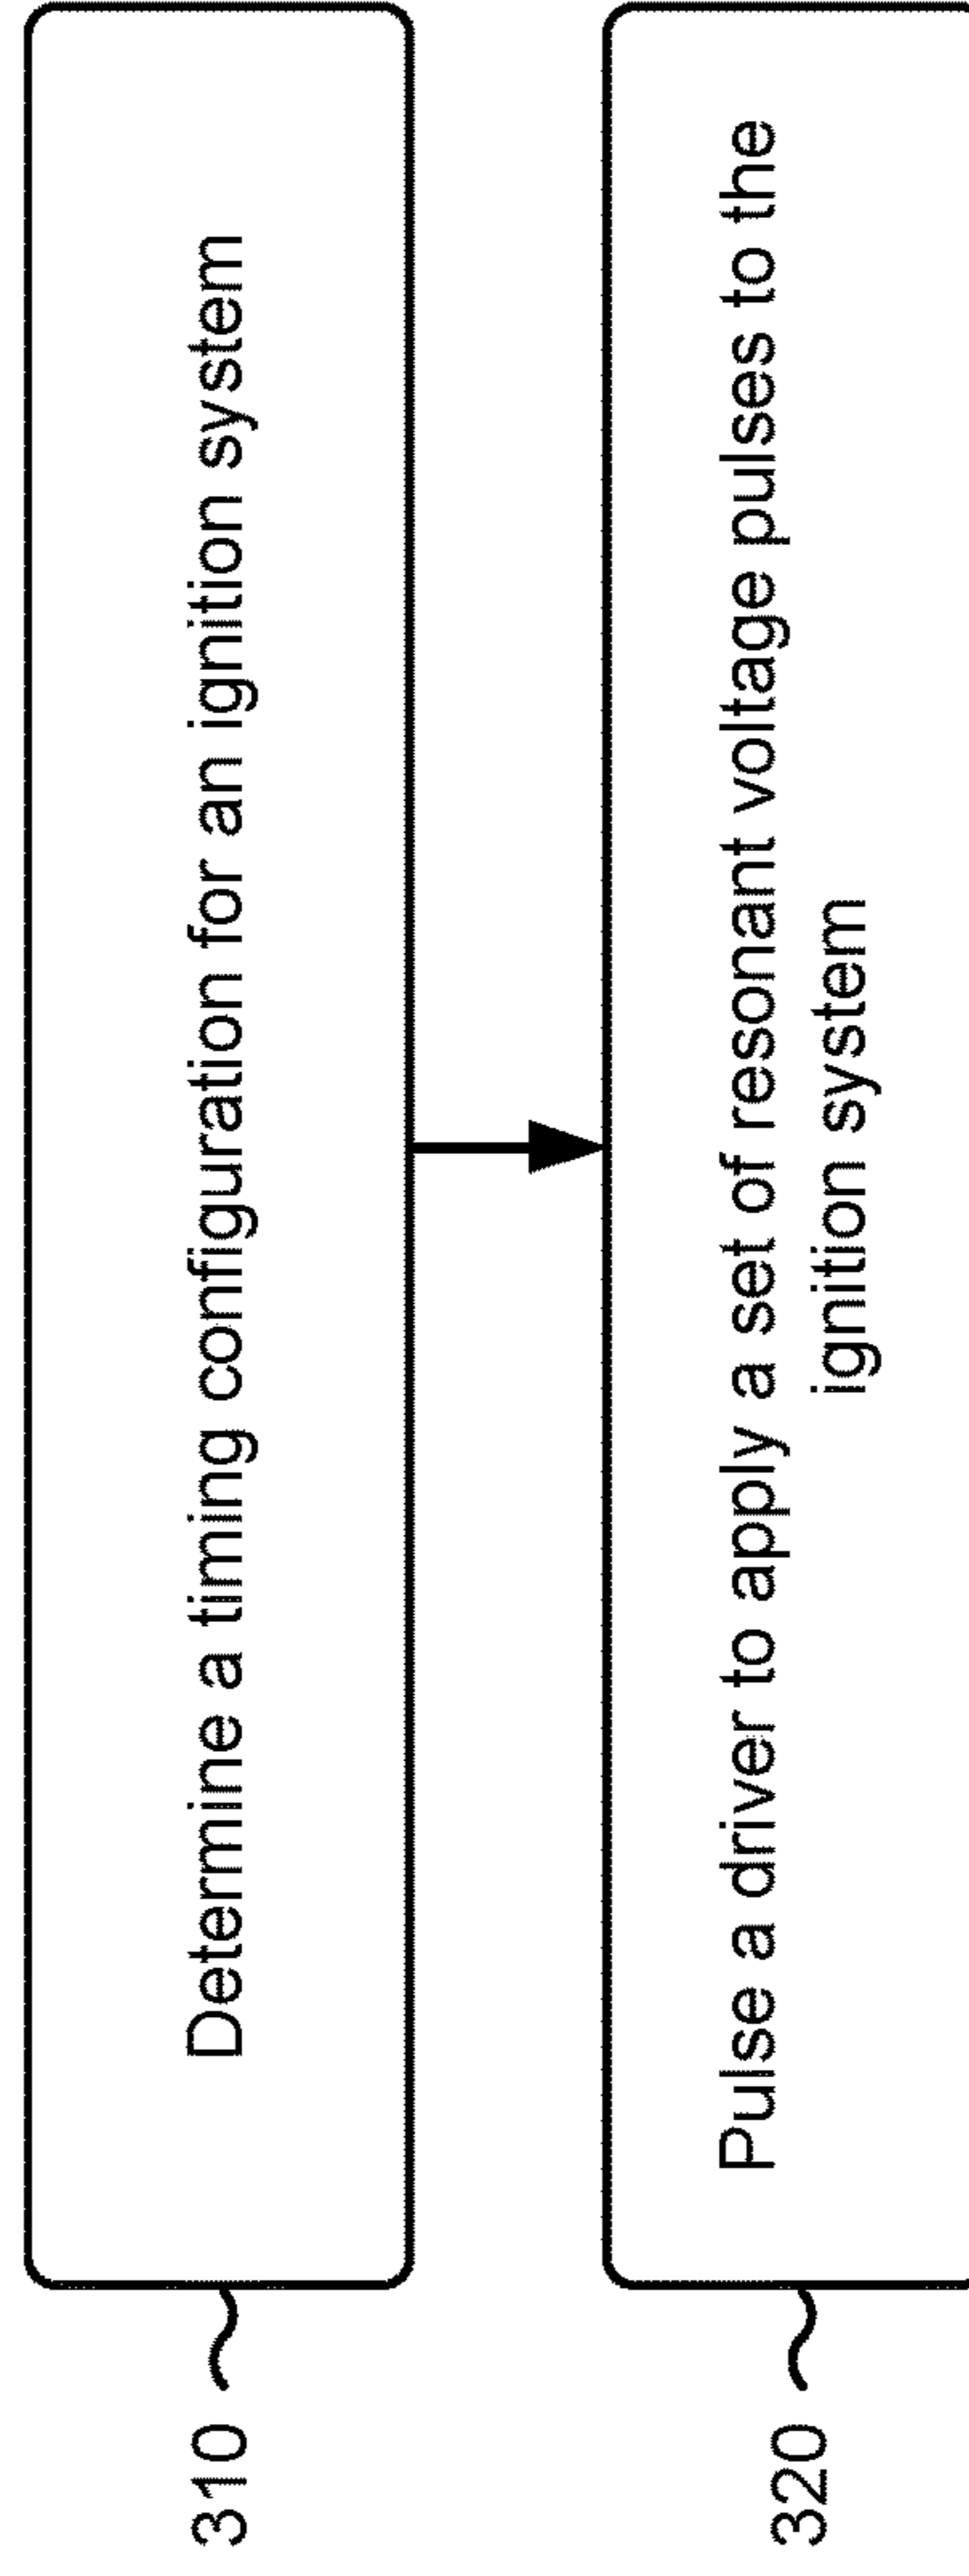 310
Determine a timing configuration for an ignition system
320
Pulse a driver to apply a set of resonant voltage pulses to the
ignition system